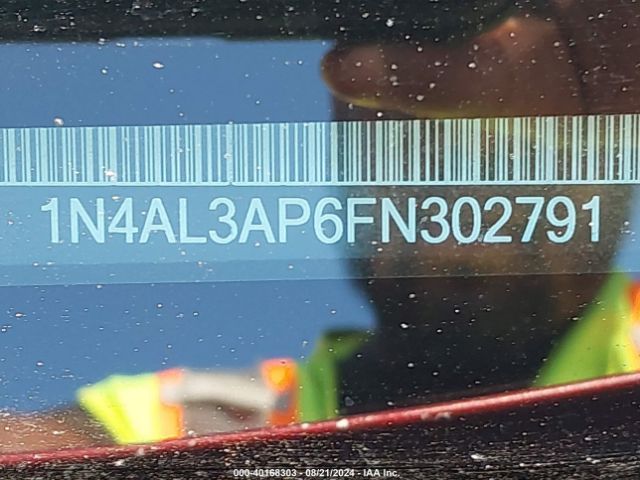 1N4AL3AP6FN302791
000-40168303 - 08/21/2024 - IAA Inc.